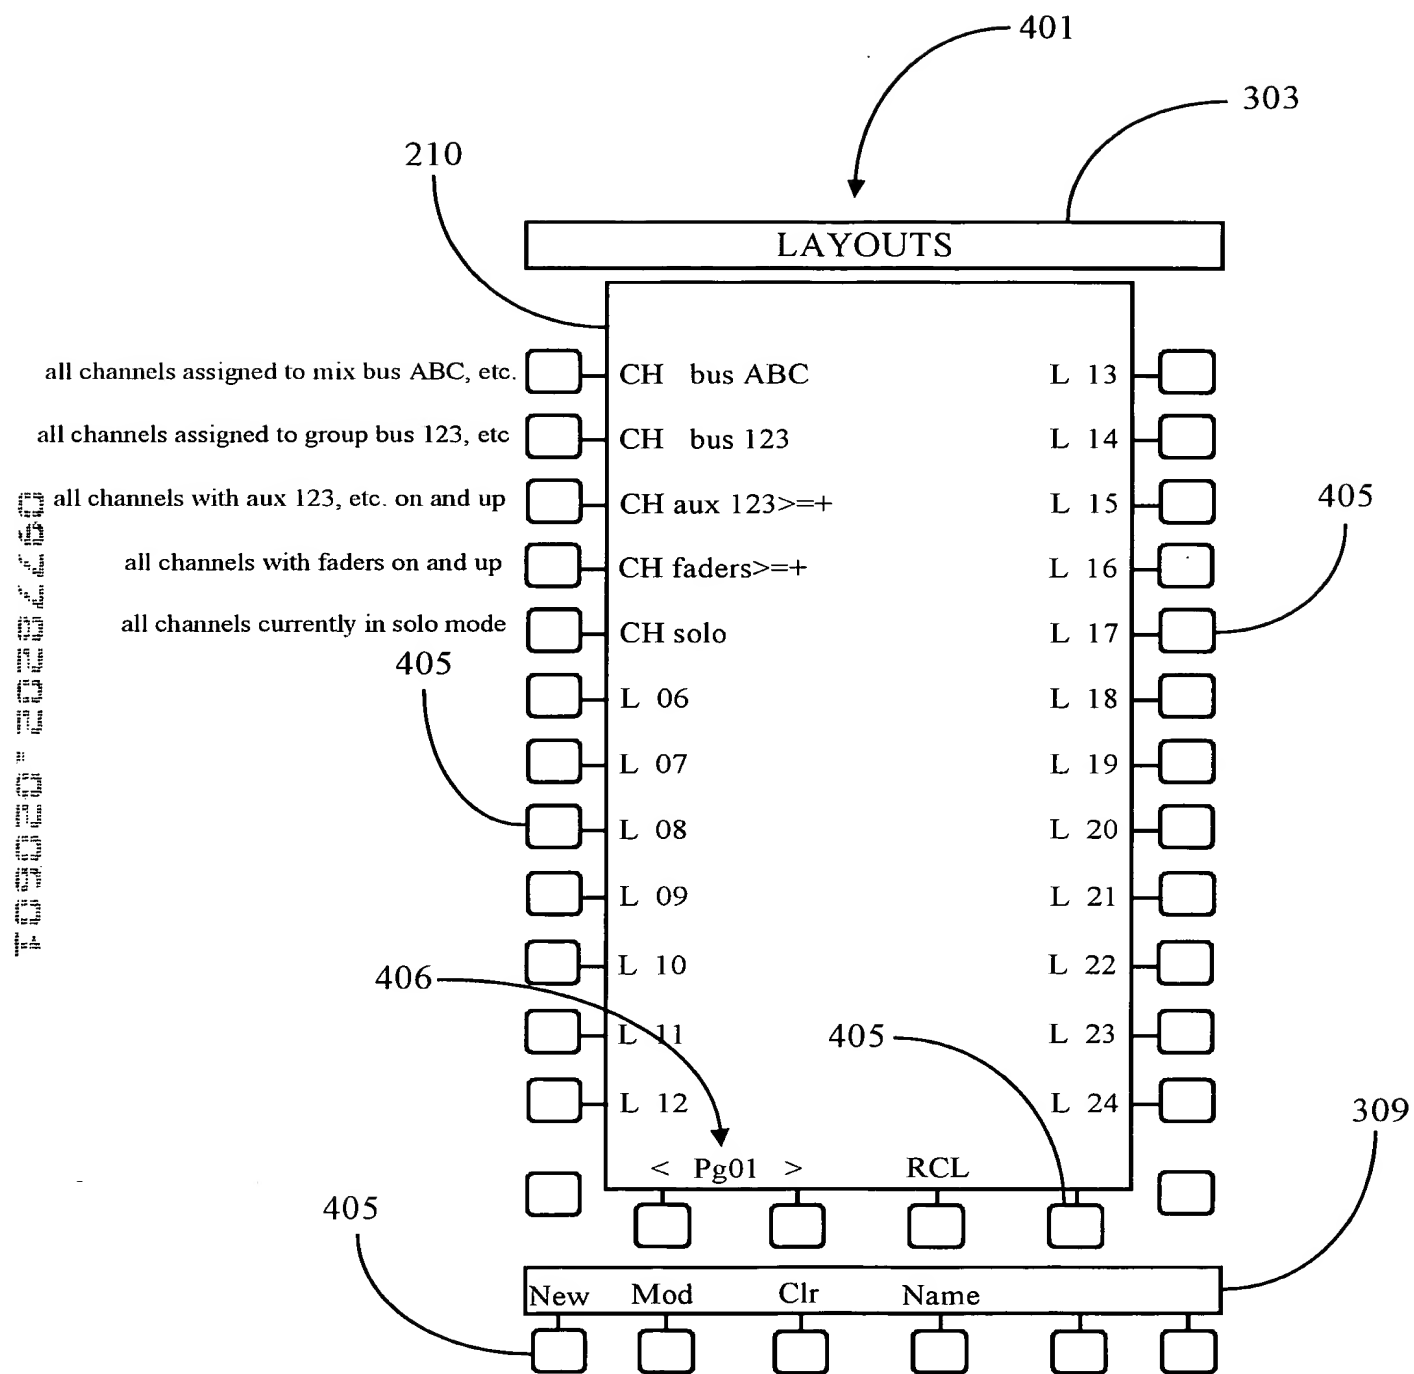 401
303
210
LAYOUTS
all channels assigned to mix bus ABC, etc. CH bus ABC L 13
all channels assigned to group bus 123, etc CH bus 123 L 14
all channels with aux 123, etc. on and up CH aux 123>=+ L 15
405
all channels with faders on and up CH faders>=+ L 16
all channels currently in solo mode CH solo L 17
405
L 06 L 18
L 07 L 19
L 08 L 20
L 09 L 21
L 10 L 22
406
L 11 L 23
405
L 12 L 24
309
< Pg01 > RCL
405
New Mod Clr Name